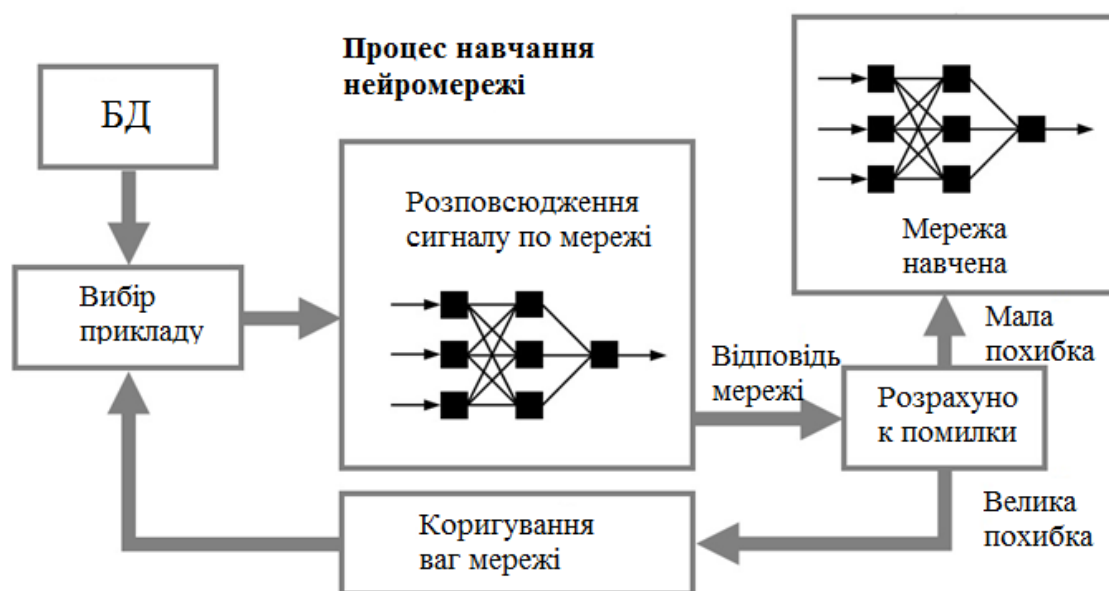 Процес навчання
нейромережі
БД
Вибір
прикладу
Розповсюдження
сигналу по мережі
Відповідь
мережі
Розрахуно
к помилки
Мала
похибка
Мережа
навчена
Велика
похибка
Коригування
ваг мережі